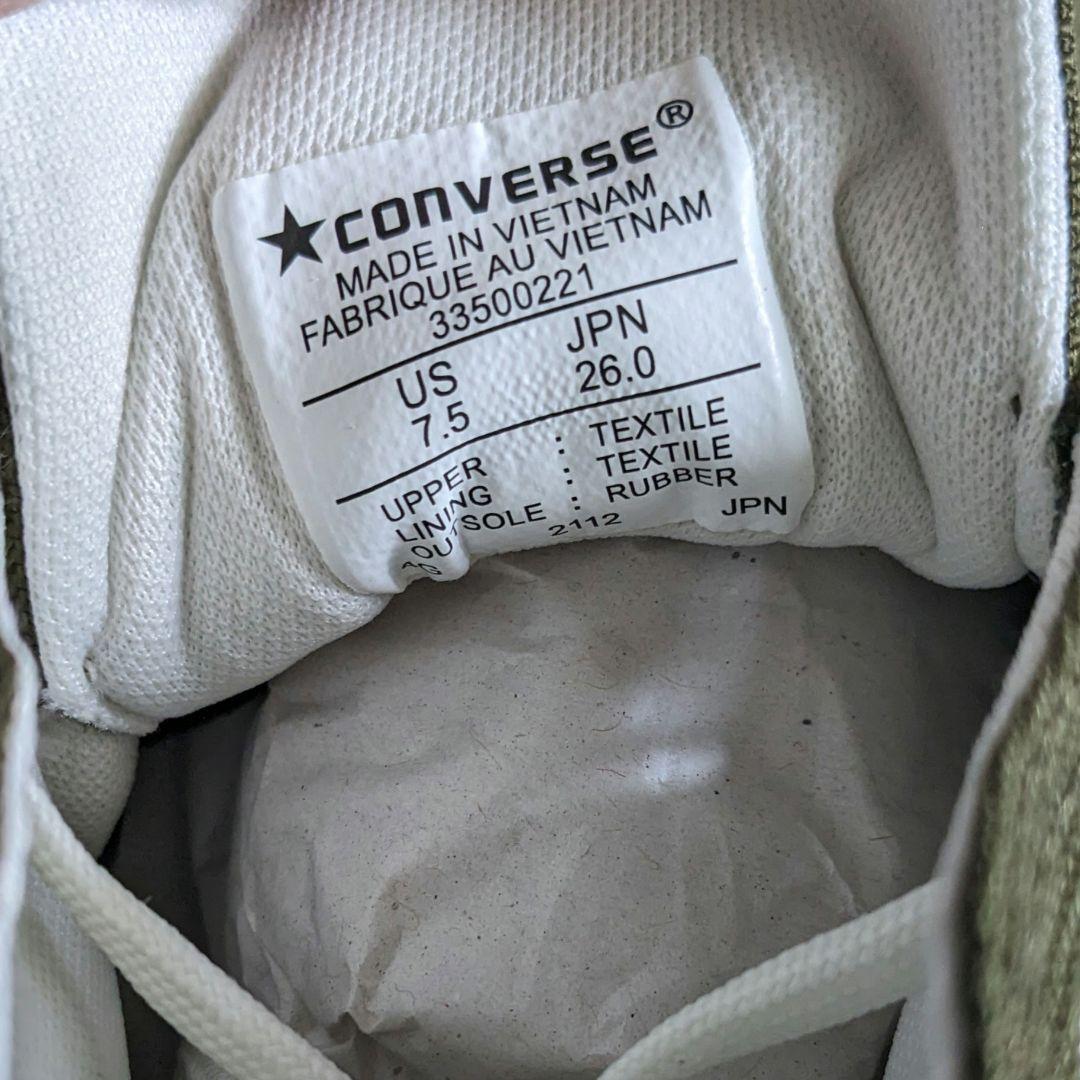 ★CONVERSE®
MADE IN VIETNAM
FABRIQUE AU VIETNAM
33500221
US JPN
7.5 26.0
UPPER : TEXTILE
LINING : TEXTILE
OUTSOLE : RUBBER
AG 2112 JPN